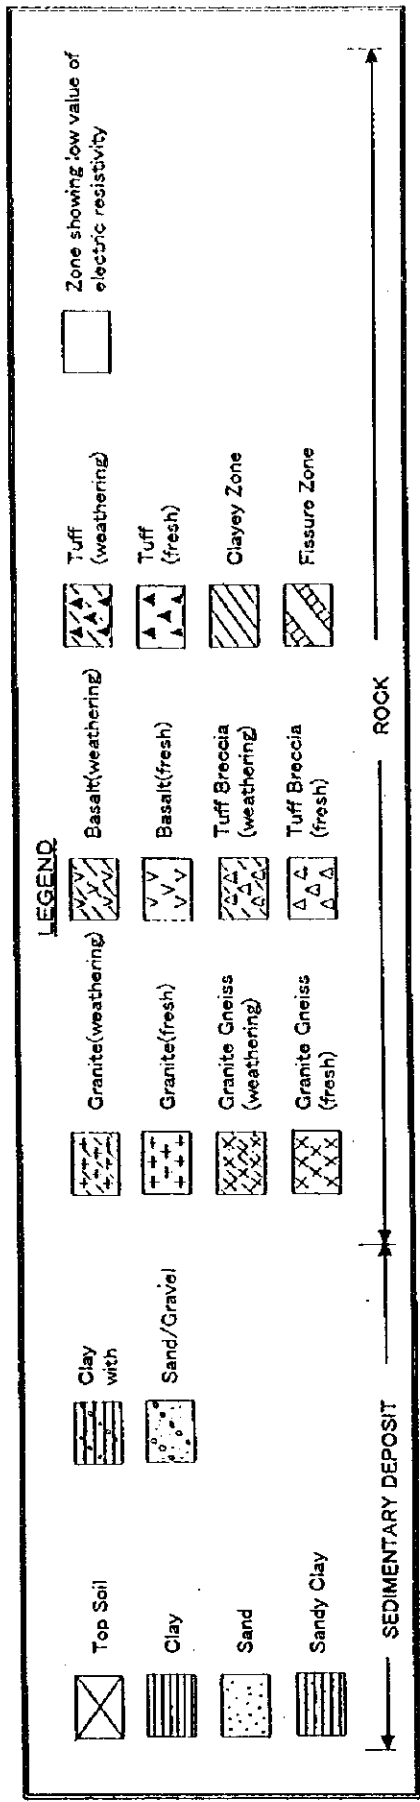 LEGEND
Top Soil
Clay
Sand
Sandy Clay
Clay
with
Sand/Gravel
Granite(weathering)
Granite(fresh)
Granite Gneiss
(weathering)
Granite Gneiss
(fresh)
Basalt(weathering)
Basalt(fresh)
Tuff Breccia
(weathering)
Tuff Breccia
(fresh)
Tuff
(weathering)
Tuff
(fresh)
Clayey Zone
Fissure Zone
Zone showing low value of
electric resistivity
SEDIMENTARY DEPOSIT
ROCK